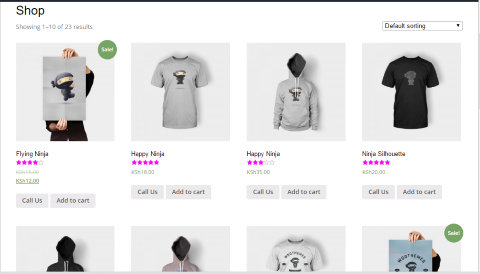 Shop
Showing 1–10 of 23 results
Default sorting
Sale!
Flying Ninja
KSh15.00
KSh12.00
Call Us
Add to cart
Happy Ninja
KSh18.00
Call Us
Add to cart
Happy Ninja
KSh35.00
Call Us
Add to cart
Ninja Silhouette
KSh20.00
Call Us
Add to cart
WOOTHEMES
Sale!
WOOTHEMES